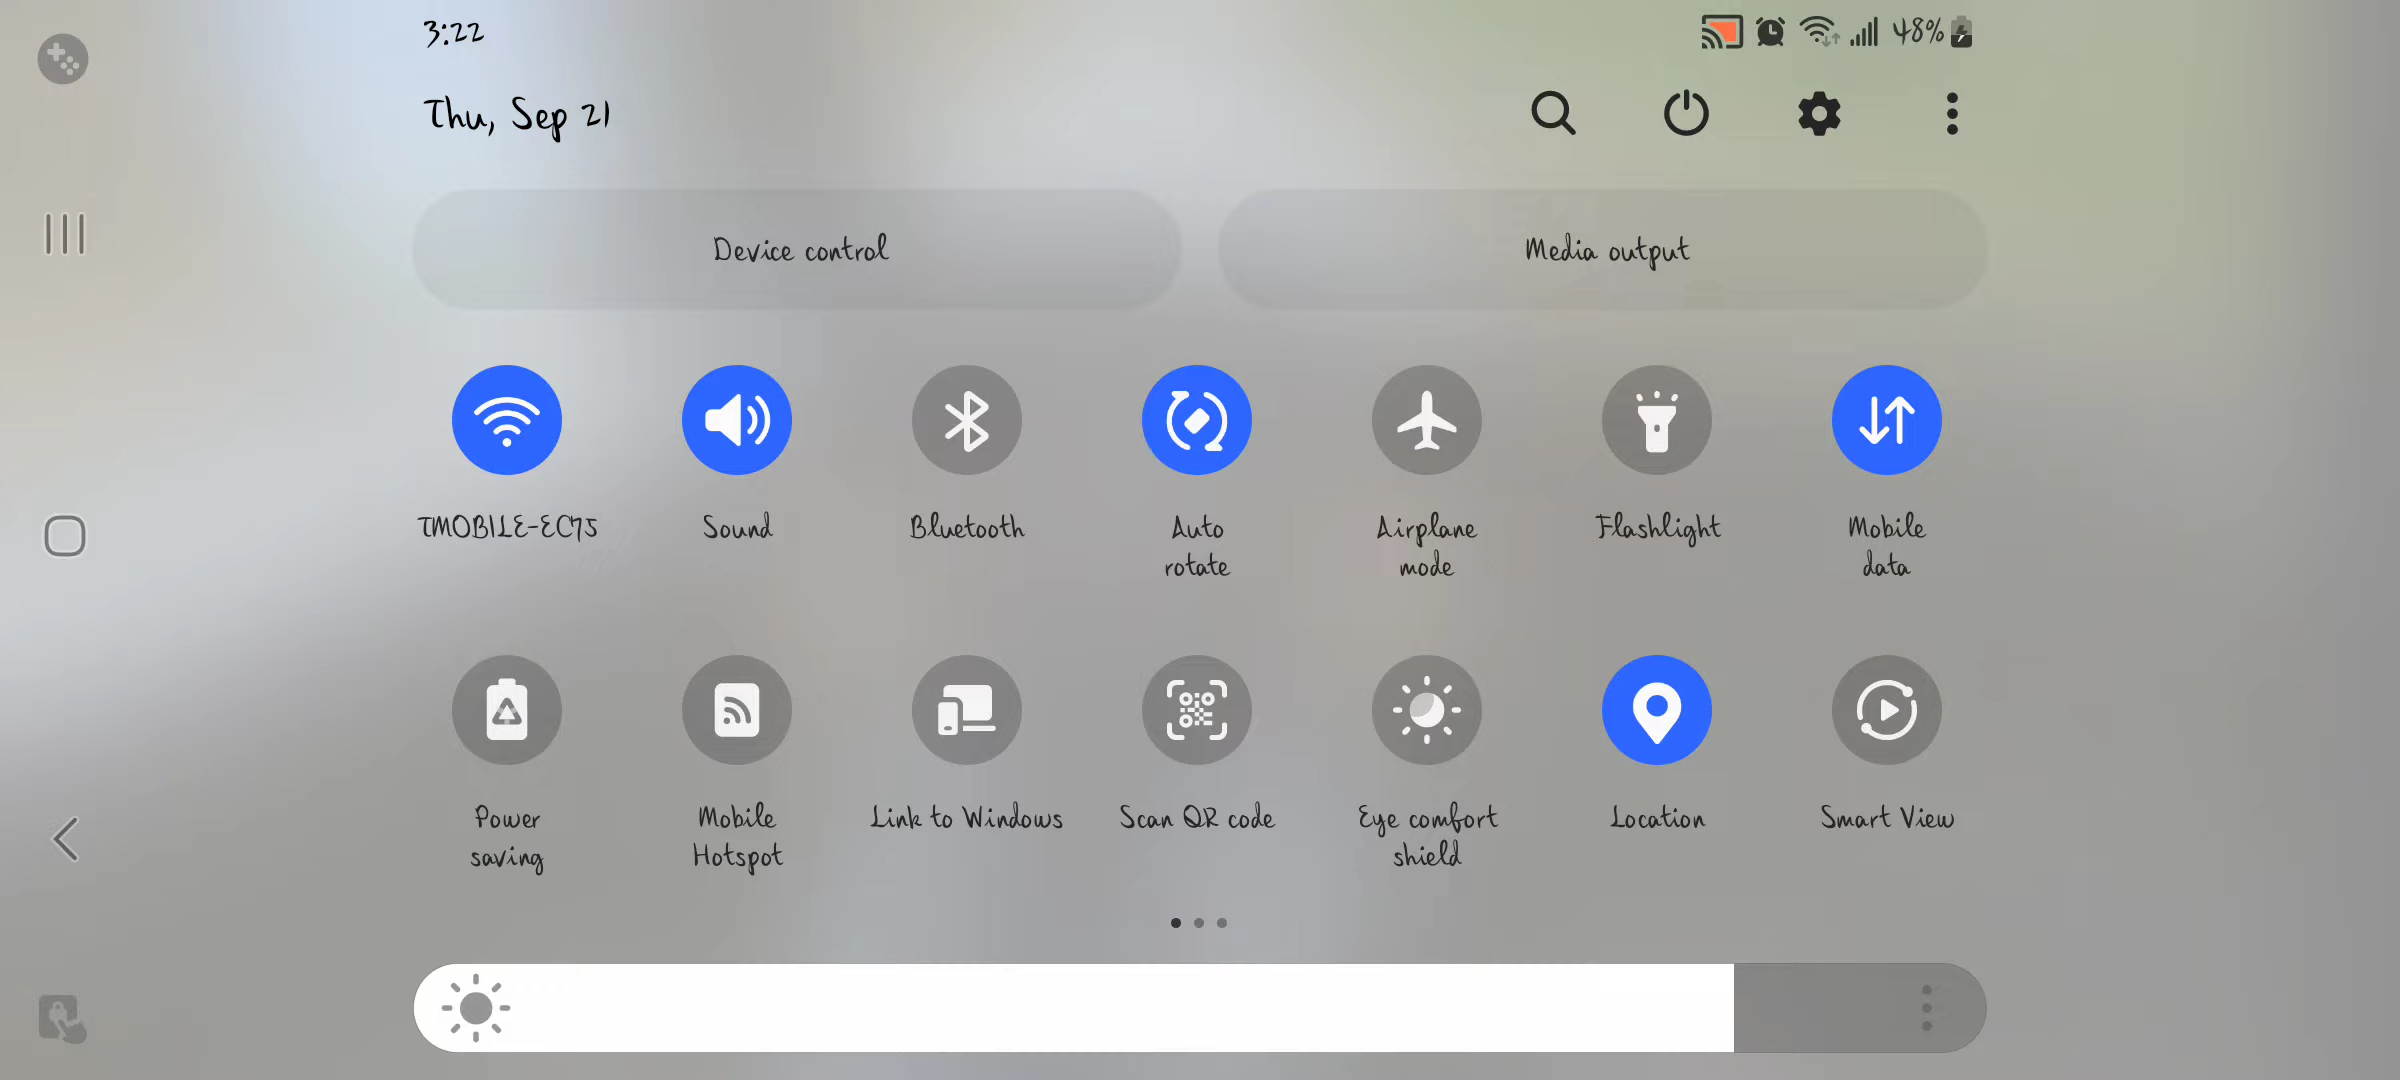 3:22
48%
Thu, Sep 21
Device control
Media output
TMOBILE-EC75
Sound
Bluetooth
Auto
rotate
Airplane
mode
Flashlight
Mobile
data
Power
saving
Mobile
Hotspot
Link to Windows
Scan QR code
Eye comfort
shield
Location
Smart View